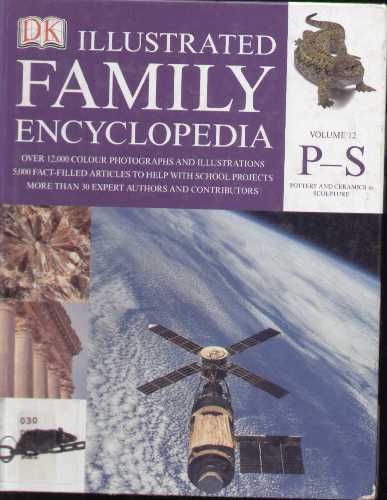 DK
ILLUSTRATED
FAMILY
ENCYCLOPEDIA
OVER 12,000 COLOUR PHOTOGRAPHS AND ILLUSTRATIONS
5,000 FACT-FILLED ARTICLES TO HELP WITH SCHOOL PROJECTS
MORE THAN 30 EXPERT AUTHORS AND CONTRIBUTORS
VOLUME 12
P–S
POTTERY AND CERAMICS to
SCULPTURE
030